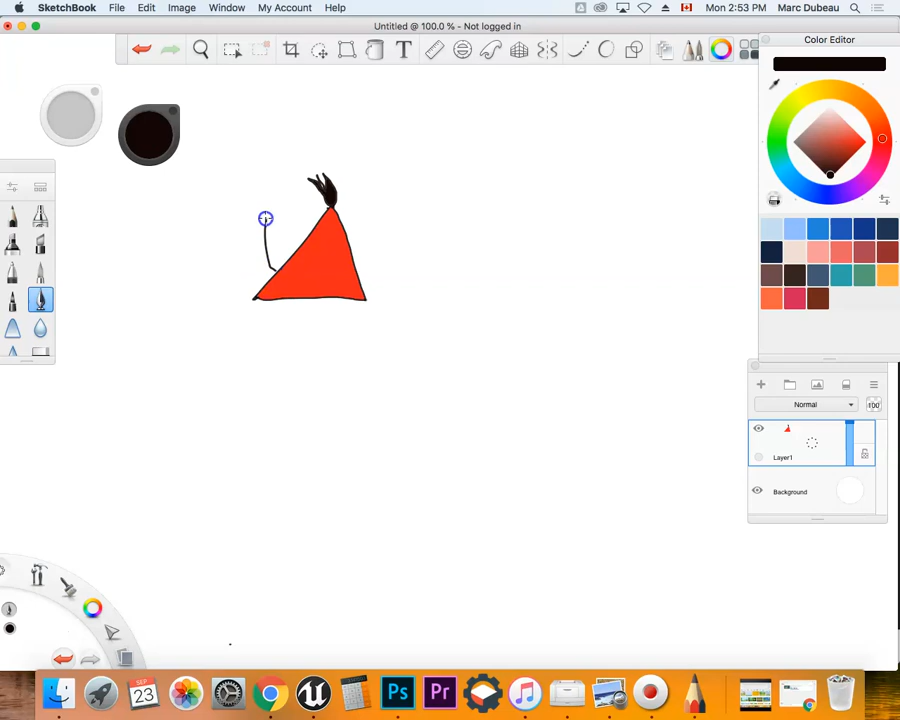 SketchBook File Edit Image Window My Account Help Mon 2:53 PM Marc Dubeau
Untitled @ 100.0 % - Not logged in
T
Color Editor
Normal 100
Layer1
Background
SEP
23
Ps Pr